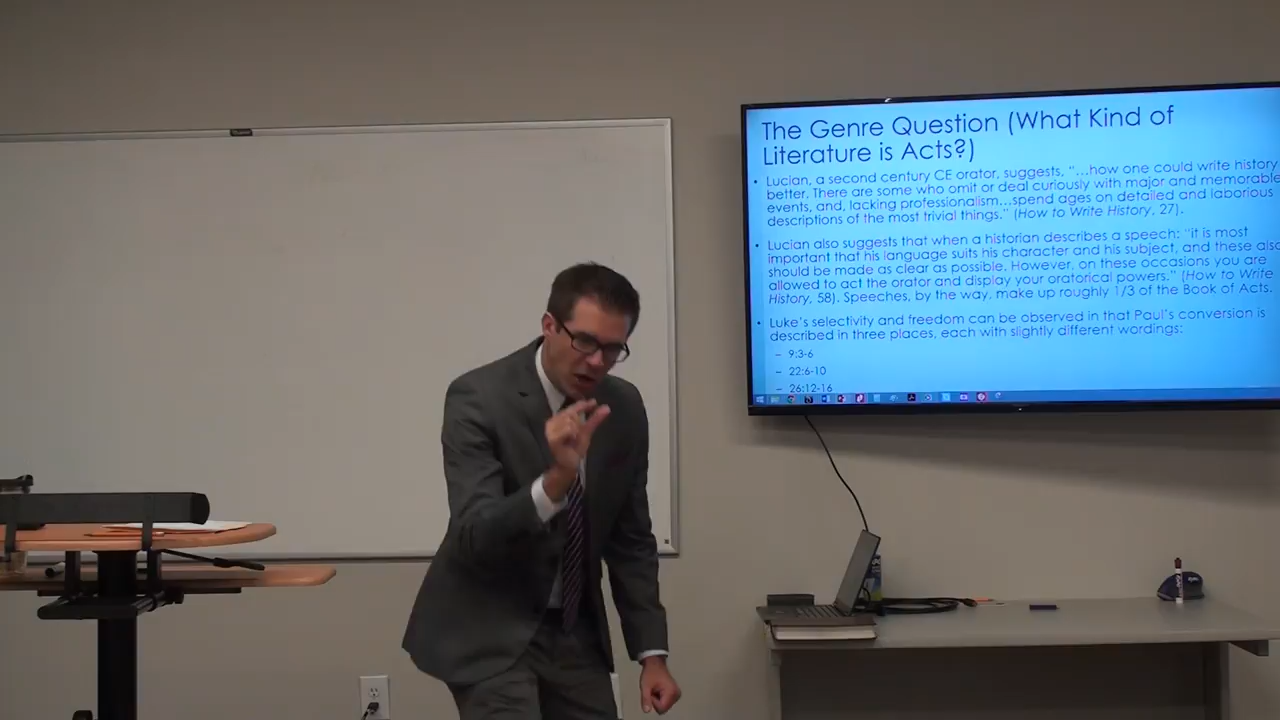 The Genre Question (What Kind of
Literature is Acts?)
• Lucian, a second century CE orator, suggests, "…how one could write history
better. There are some who omit or deal curiously with major and memorable
events, and, lacking professionalism…spend ages on detailed and laborious
descriptions of the most trivial things." (How to Write History, 27).
• Lucian also suggests that when a historian describes a speech: "it is most
important that his language suits his character and his subject, and these also
should be made as clear as possible. However, on these occasions you are
allowed to act the orator and display your oratorical powers." (How to Write
History, 58). Speeches, by the way, make up roughly 1/3 of the Book of Acts.
• Luke's selectivity and freedom can be observed in that Paul's conversion is
described in three places, each with slightly different wordings:
– 9:3-6
– 22:6-10
– 26:12-16